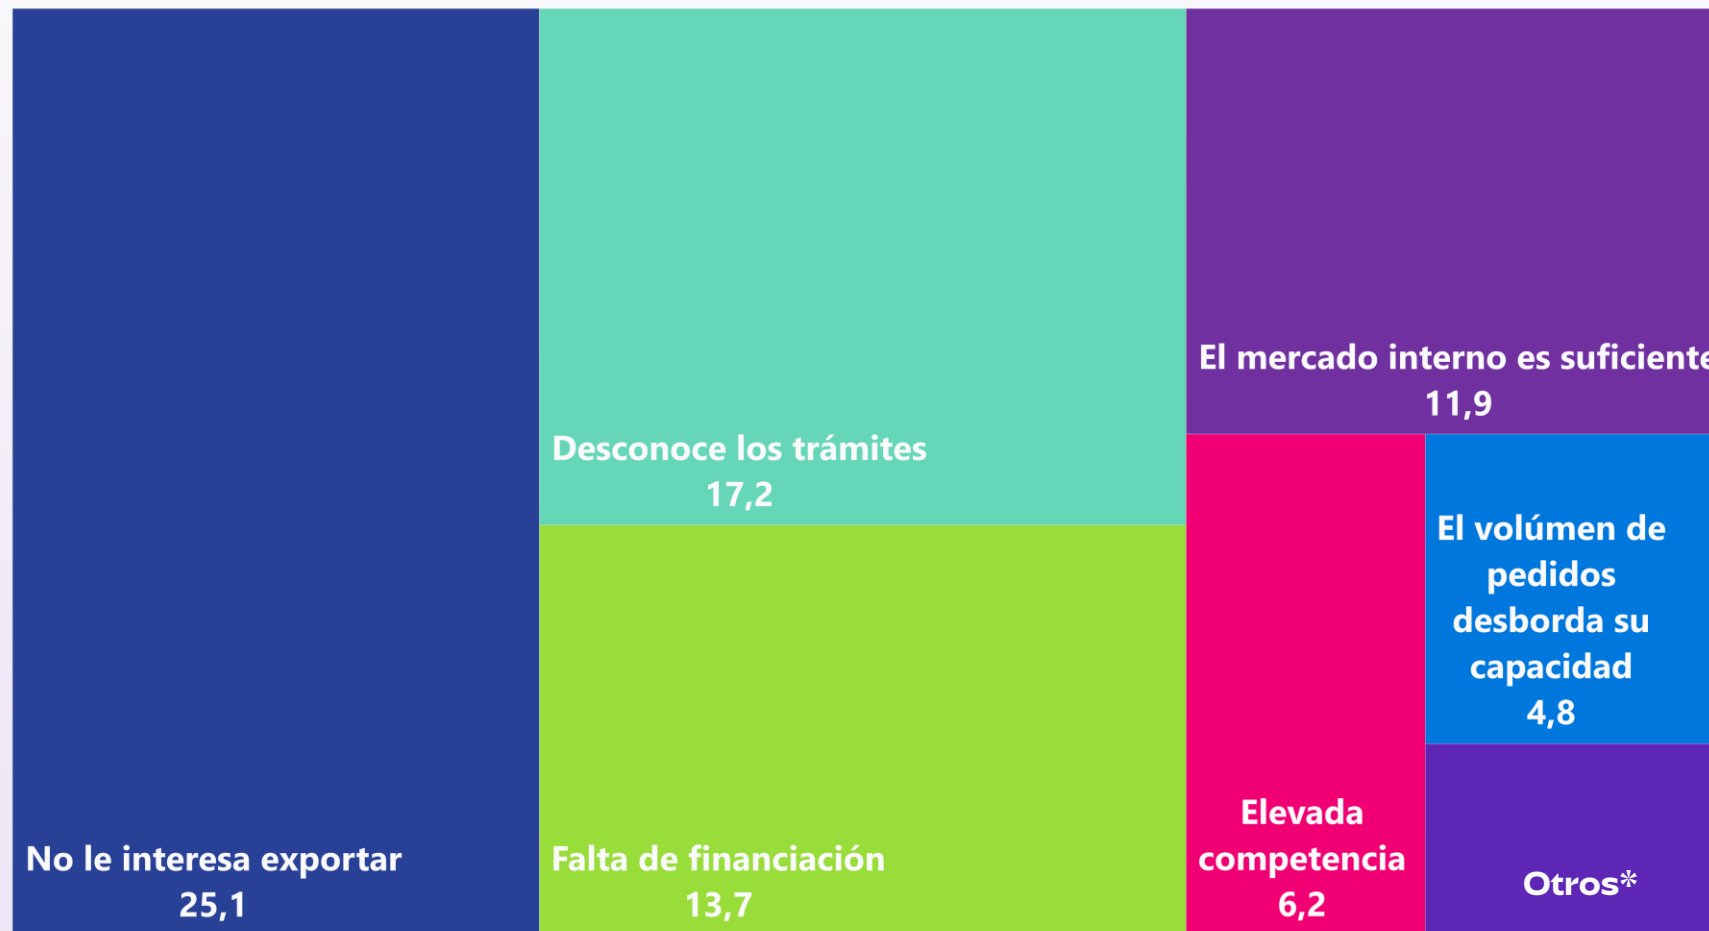 No le interesa exportar
25,1
Desconoce los trámites
17,2
Falta de financiación
13,7
El mercado interno es suficiente
11,9
Elevada
competencia
6,2
El volúmen de
pedidos
desborda su
capacidad
4,8
Otros*